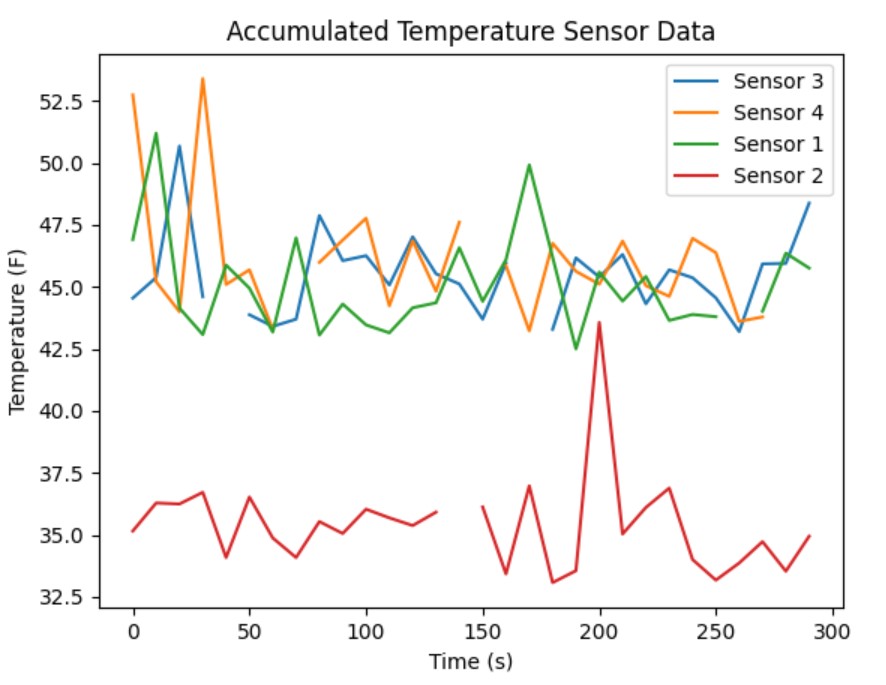 Accumulated Temperature Sensor Data
Sensor 3
Sensor 4
Sensor 1
Sensor 2
Temperature (F)
52.5
50.0
47.5
45.0
42.5
40.0
37.5
35.0
32.5
0 50 100 150 200 250 300
Time (s)